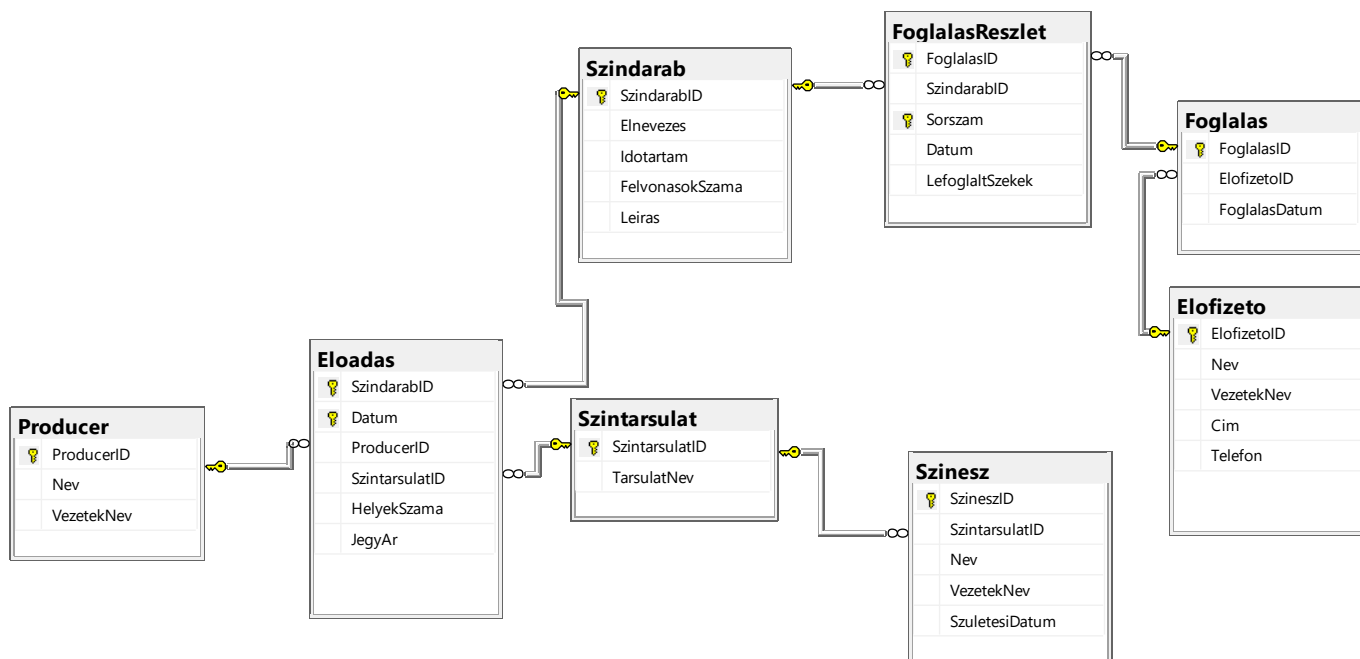 Producer
ProducerID
Nev
VezetekNev
Eloadas
SzindarabID
Datum
ProducerID
SzintarsulatID
HelyekSzama
JegyAr
Szindarab
SzindarabID
Elnevezes
Idotartam
FelvonasokSzama
Leiras
Szintarsulat
SzintarsulatID
TarsulatNev
FoglalasReszlet
FoglalasID
SzindarabID
Sorszam
Datum
LefoglaltSzekek
Szinesz
SzineszID
SzintarsulatID
Nev
VezetekNev
SzuletesiDatum
Foglalas
FoglalasID
ElofizetoID
FoglalasDatum
Elofizeto
ElofizetoID
Nev
VezetekNev
Cim
Telefon